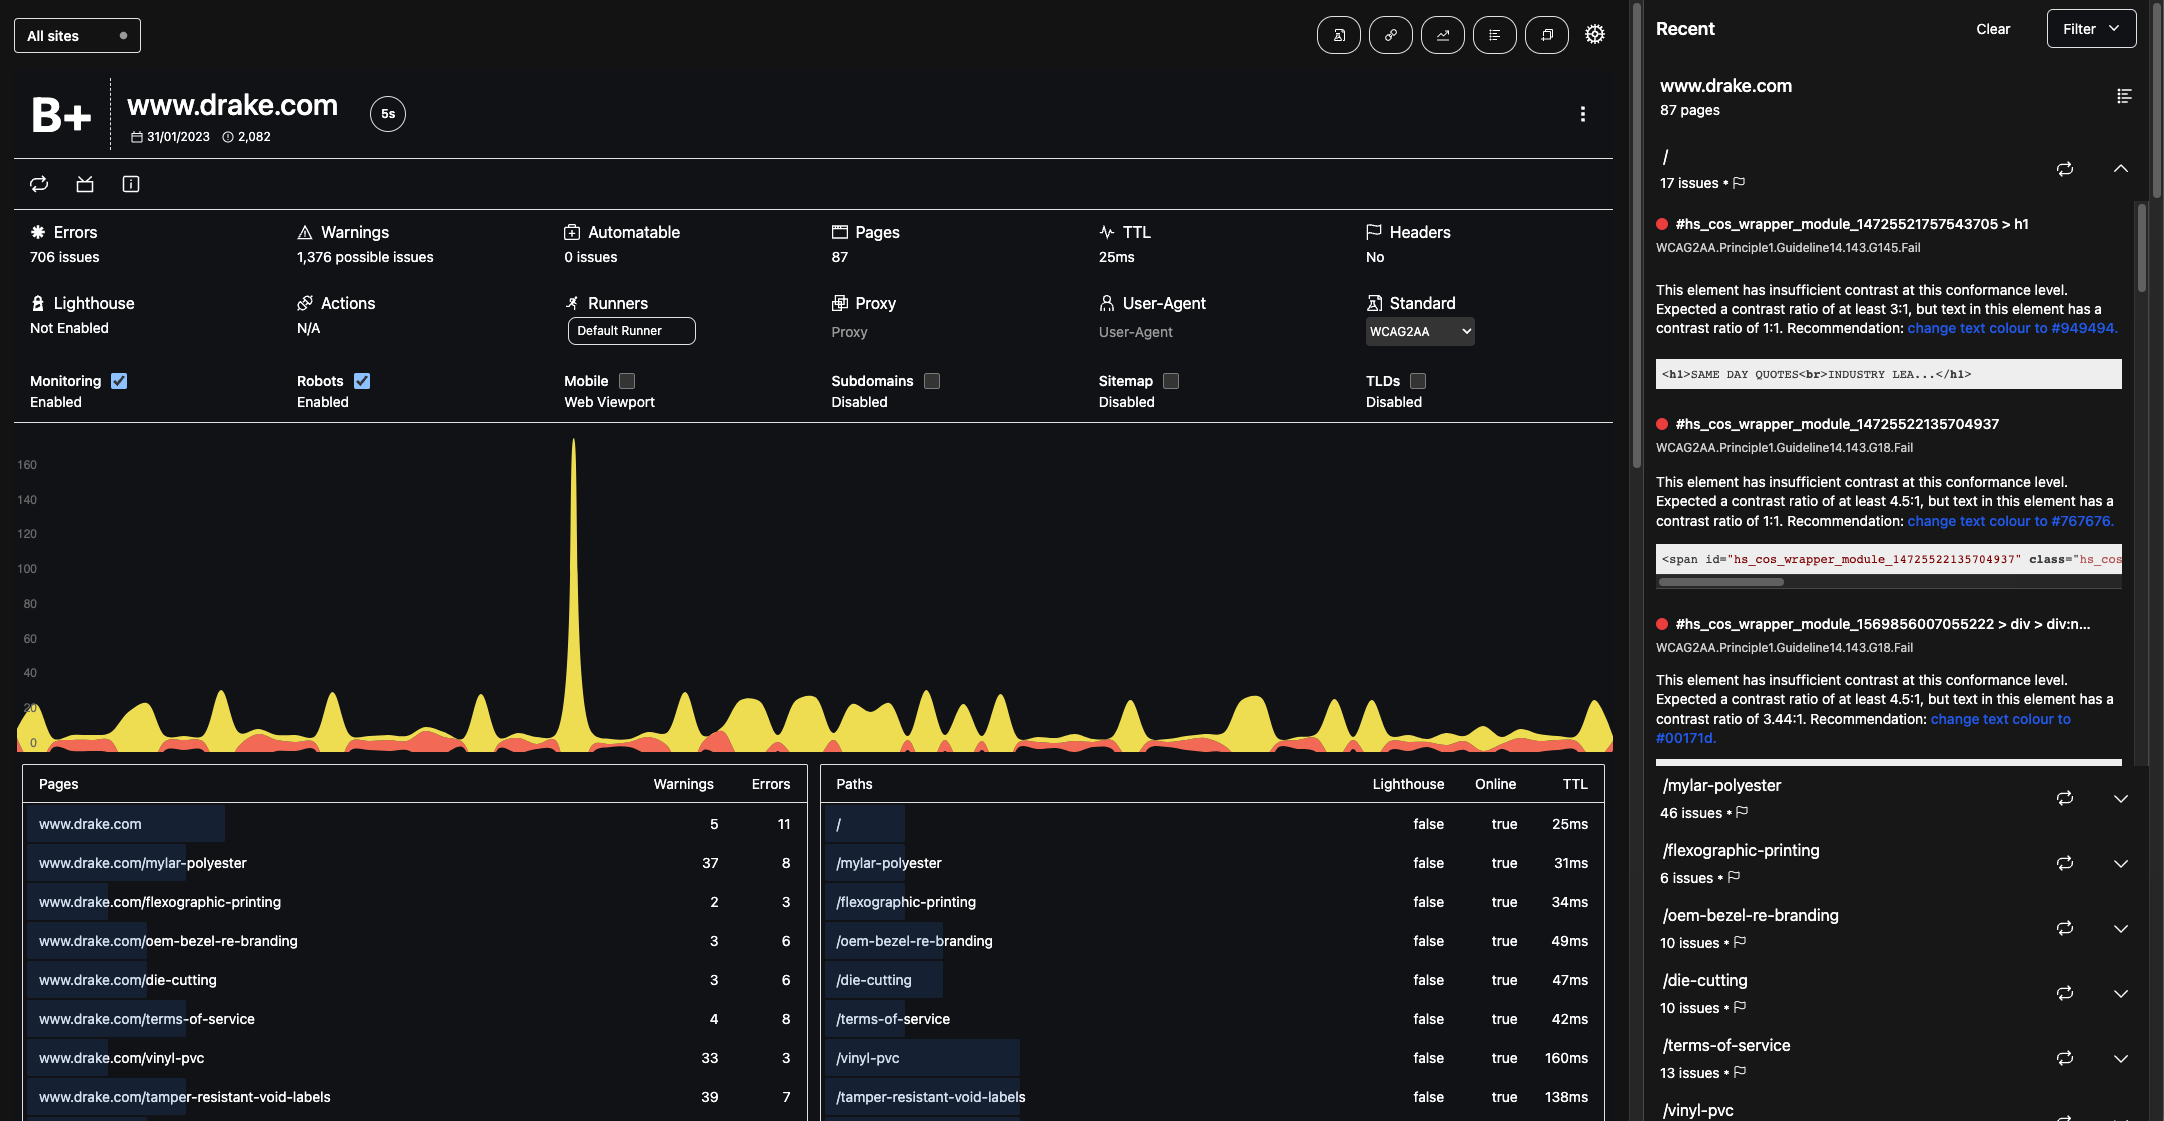 All sites
B+
www.drake.com
5s
31/01/2023 2,082
Errors
706 issues
Warnings
1,376 possible issues
Automatable
0 issues
Pages
87
TTL
25ms
Headers
No
Lighthouse
Not Enabled
Actions
N/A
Runners
Default Runner
Proxy
Proxy
User-Agent
User-Agent
Standard
WCAG2AA
Monitoring
Enabled
Robots
Enabled
Mobile
Web Viewport
Subdomains
Disabled
Sitemap
Disabled
TLDs
Disabled
160
140
120
100
80
60
40
20
0
Pages Warnings Errors
www.drake.com 5 11
www.drake.com/mylar-polyester 37 8
www.drake.com/flexographic-printing 2 3
www.drake.com/oem-bezel-re-branding 3 6
www.drake.com/die-cutting 3 6
www.drake.com/terms-of-service 4 8
www.drake.com/vinyl-pvc 33 3
www.drake.com/tamper-resistant-void-labels 39 7
Paths Lighthouse Online TTL
/ false true 25ms
/mylar-polyester false true 31ms
/flexographic-printing false true 34ms
/oem-bezel-re-branding false true 49ms
/die-cutting false true 47ms
/terms-of-service false true 42ms
/vinyl-pvc false true 160ms
/tamper-resistant-void-labels false true 138ms
Recent
Clear
Filter
www.drake.com
87 pages
/
17 issues •
#hs_cos_wrapper_module_14725521757543705 > h1
WCAG2AA.Principle1.Guideline14.143.G145.Fail
This element has insufficient contrast at this conformance level.
Expected a contrast ratio of at least 3:1, but text in this element has a
contrast ratio of 1:1. Recommendation: change text colour to #949494.
<h1>SAME DAY QUOTES<br>INDUSTRY LEA...</h1>
#hs_cos_wrapper_module_14725522135704937
WCAG2AA.Principle1.Guideline14.143.G18.Fail
This element has insufficient contrast at this conformance level.
Expected a contrast ratio of at least 4.5:1, but text in this element has a
contrast ratio of 1:1. Recommendation: change text colour to #767676.
<span id="hs_cos_wrapper_module_14725522135704937" class="hs_cos
#hs_cos_wrapper_module_1569856007055222 > div > div:n...
WCAG2AA.Principle1.Guideline14.143.G18.Fail
This element has insufficient contrast at this conformance level.
Expected a contrast ratio of at least 4.5:1, but text in this element has a
contrast ratio of 3.44:1. Recommendation: change text colour to
#00171d.
/mylar-polyester
46 issues •
/flexographic-printing
6 issues •
/oem-bezel-re-branding
10 issues •
/die-cutting
10 issues •
/terms-of-service
13 issues •
/vinyl-pvc